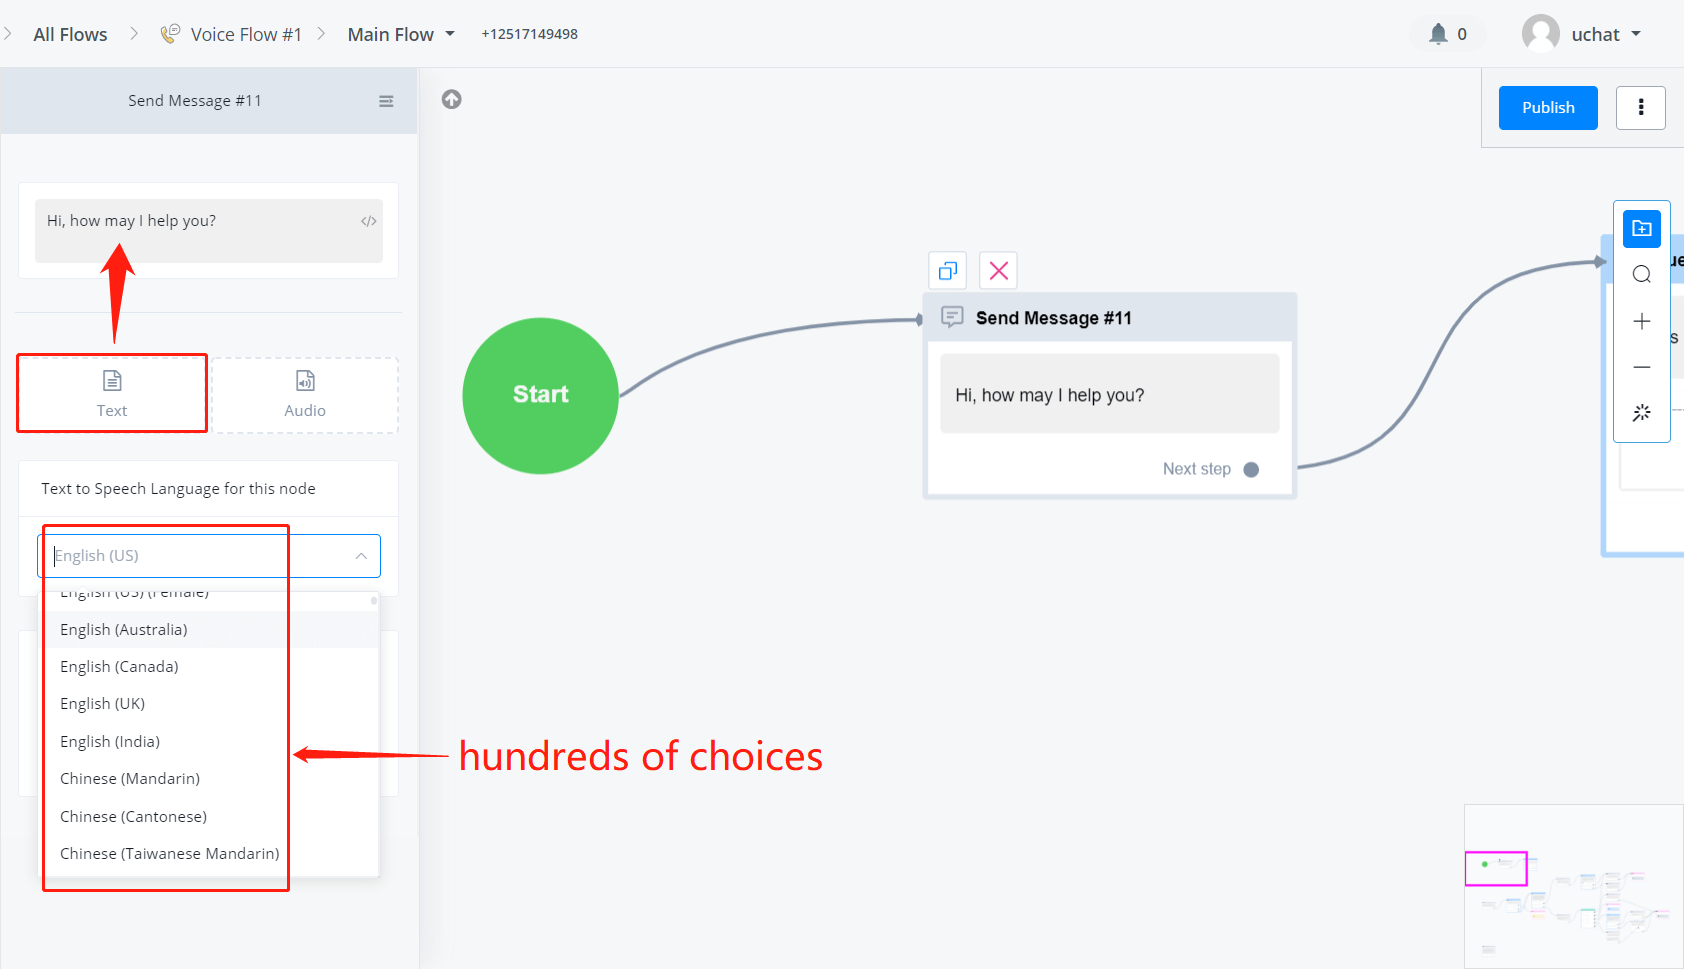 All Flows
Voice Flow #1
Main Flow
+12517149498
0
uchat
Send Message #11
Publish
Hi, how may I help you?
</>
Text
Audio
Text to Speech Language for this node
English (US)
English (US) (Female)
English (Australia)
English (Canada)
English (UK)
English (India)
Chinese (Mandarin)
Chinese (Cantonese)
Chinese (Taiwanese Mandarin)
hundreds of choices
Start
Send Message #11
Hi, how may I help you?
Next step